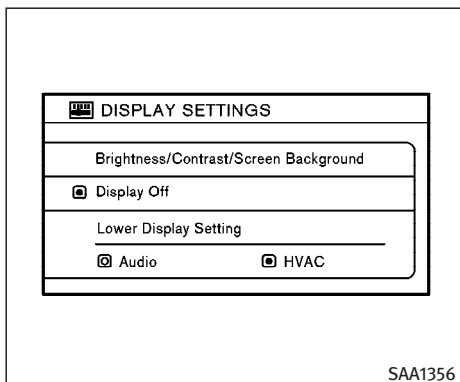 DISPLAY SETTINGS
Brightness/Contrast/Screen Background
Display Off
Lower Display Setting
Audio HVAC
SAA1356